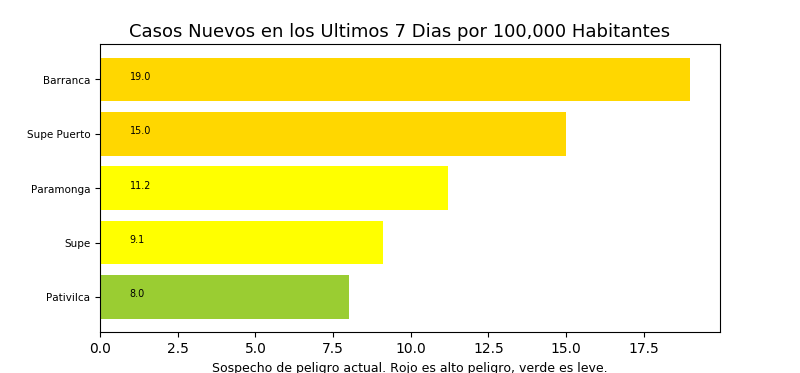 Casos Nuevos en los Ultimos 7 Dias por 100,000 Habitantes
Barranca
19.0
Supe Puerto
15.0
Paramonga
11.2
Supe
9.1
Pativilca
8.0
0.0 2.5 5.0 7.5 10.0 12.5 15.0 17.5
Sospecho de peligro actual. Rojo es alto peligro, verde es leve.